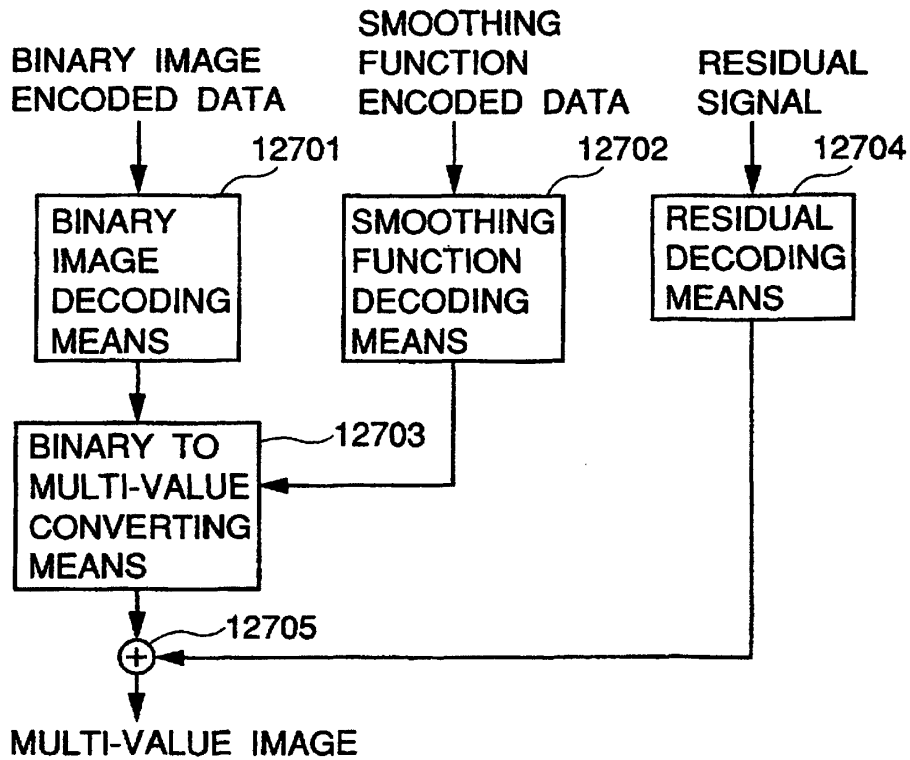 BINARY IMAGE
ENCODED DATA
SMOOTHING
FUNCTION
ENCODED DATA
RESIDUAL
SIGNAL
12701
BINARY
IMAGE
DECODING
MEANS
12702
SMOOTHING
FUNCTION
DECODING
MEANS
12704
RESIDUAL
DECODING
MEANS
12703
BINARY TO
MULTI-VALUE
CONVERTING
MEANS
12705
+
MULTI-VALUE IMAGE